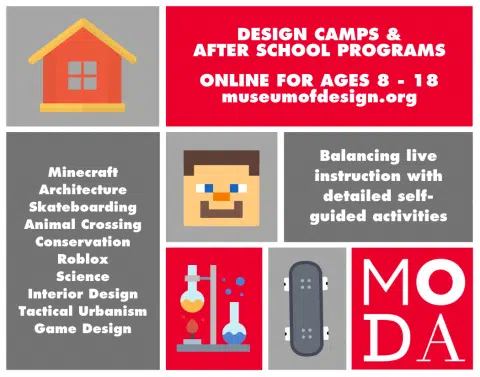 DESIGN CAMPS &
AFTER SCHOOL PROGRAMS
ONLINE FOR AGES 8 - 18
museumofdesign.org
Minecraft
Architecture
Skateboarding
Animal Crossing
Conservation
Roblox
Science
Interior Design
Tactical Urbanism
Game Design
Balancing live
instruction with
detailed self-
guided activities
MO
DA